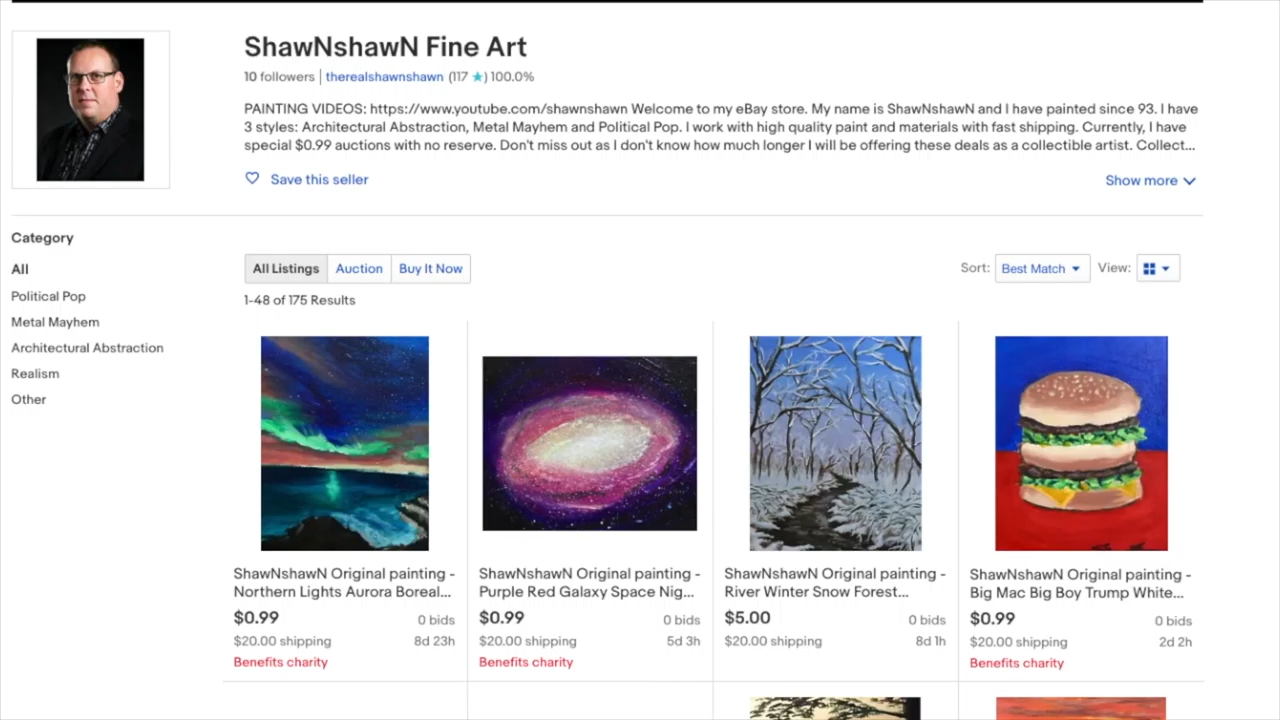 ShawNshawN Fine Art
10 followers | therealshawnshawn (117 ★) 100.0%
PAINTING VIDEOS: https://www.youtube.com/shawnshawn Welcome to my eBay store. My name is ShawNshawN and I have painted since 93. I have
3 styles: Architectural Abstraction, Metal Mayhem and Political Pop. I work with high quality paint and materials with fast shipping. Currently, I have
special $0.99 auctions with no reserve. Don't miss out as I don't know how much longer I will be offering these deals as a collectible artist. Collect...
Save this seller
Show more
Category
All
Political Pop
Metal Mayhem
Architectural Abstraction
Realism
Other
All Listings Auction Buy It Now
Sort: Best Match View:
1-48 of 175 Results
ShawNshawN Original painting -
Northern Lights Aurora Boreal...
$0.99 0 bids
$20.00 shipping 8d 23h
Benefits charity
ShawNshawN Original painting -
Purple Red Galaxy Space Nig...
$0.99 0 bids
$20.00 shipping 5d 3h
Benefits charity
ShawNshawN Original painting -
River Winter Snow Forest...
$5.00 0 bids
$20.00 shipping 8d 1h
ShawNshawN Original painting -
Big Mac Big Boy Trump White...
$0.99 0 bids
$20.00 shipping 2d 2h
Benefits charity